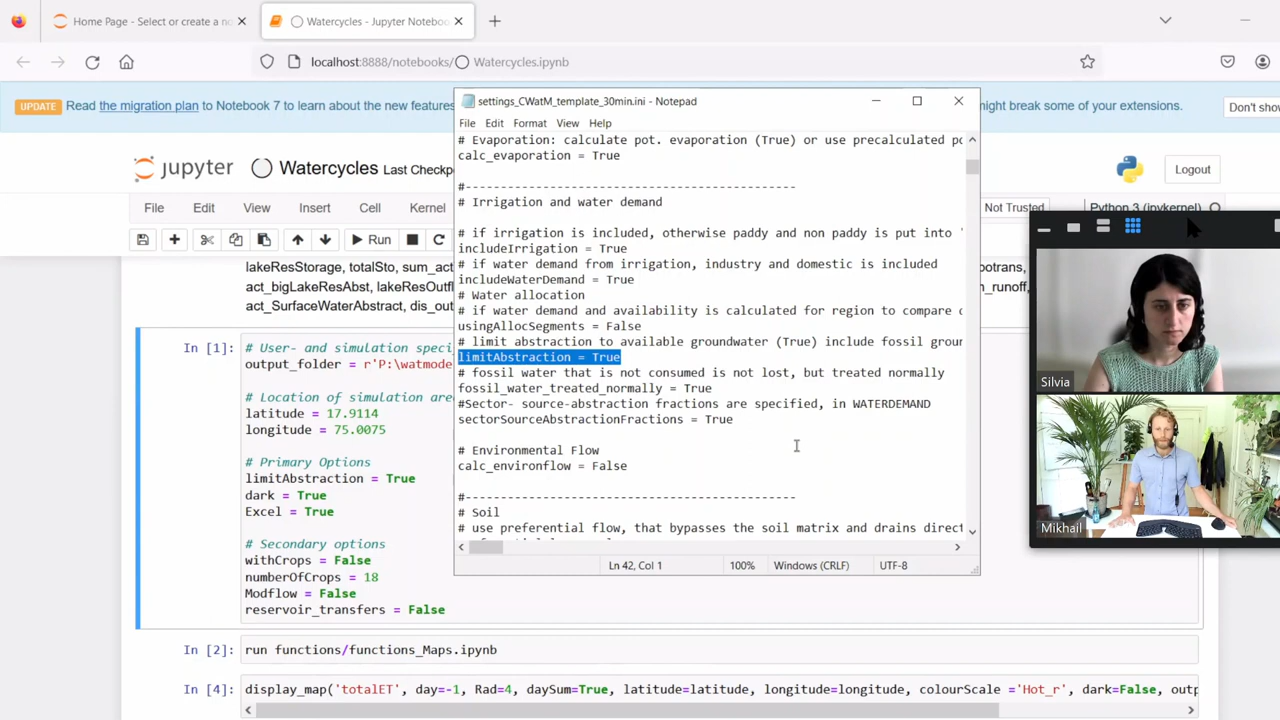 Home Page - Select or create a no
Watercycles - Jupyter Noteboo
localhost:8888/notebooks/
Watercycles.ipynb
UPDATE Read the migration plan to Notebook 7 to learn about the new features
might break some of your extensions.
Don't show
jupyter Watercycles Last Checkp
Logout
File Edit View Insert Cell Kernel
Not Trusted
Python 3 (ipykernel)
Run
lakeResStorage, totalSto, sum_act
act_bigLakeResAbst, lakeResOutfl
act_SurfaceWaterAbstract, dis_out
In [1]:
# User- and simulation speci
output_folder = r'P:\watmode
# Location of simulation area
latitude = 17.9114
longitude = 75.0075
# Primary Options
limitAbstraction = True
dark = True
Excel = True
# Secondary options
withCrops = False
numberOfCrops = 18
Modflow = False
reservoir_transfers = False
In [2]: run functions/functions_Maps.ipynb
In [4]: display_map('totalET', day=-1, Rad=4, daySum=True, latitude=latitude, longitude=longitude, colourScale ='Hot_r', dark=False, outp
settings_CWatM_template_30min.ini - Notepad
File Edit Format View Help
# Evaporation: calculate pot. evaporation (True) or use precalculated po
calc_evaporation = True
#-------------------------------------------
# Irrigation and water demand
# if irrigation is included, otherwise paddy and non paddy is put into '
includeIrrigation = True
# if water demand from irrigation, industry and domestic is included
includeWaterDemand = True
# Water allocation
# if water demand and availability is calculated for region to compare
usingAllocSegments = False
# limit abstraction to available groundwater (True) include fossil groun
limitAbstraction = True
# fossil water that is not consumed is not lost, but treated normally
fossil_water_treated_normally = True
#Sector- source-abstraction fractions are specified, in WATERDEMAND
sectorSourceAbstractionFractions = True
# Environmental Flow
calc_environflow = False
#-------------------------------------------
# Soil
# use preferential flow, that bypasses the soil matrix and drains direct
Ln 42, Col 1
100%
Windows (CRLF)
UTF-8
Silvia
Mikhail